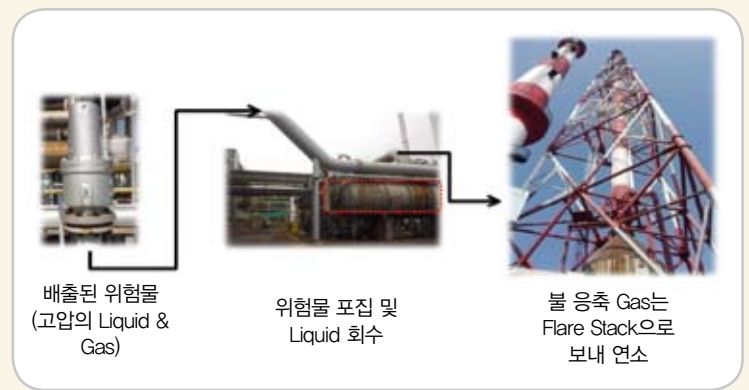 배출된 위험물
(고압의 Liquid &
Gas)
위험물 포집 및
Liquid 회수
불 응축 Gas는
Flare Stack으로
보내 연소